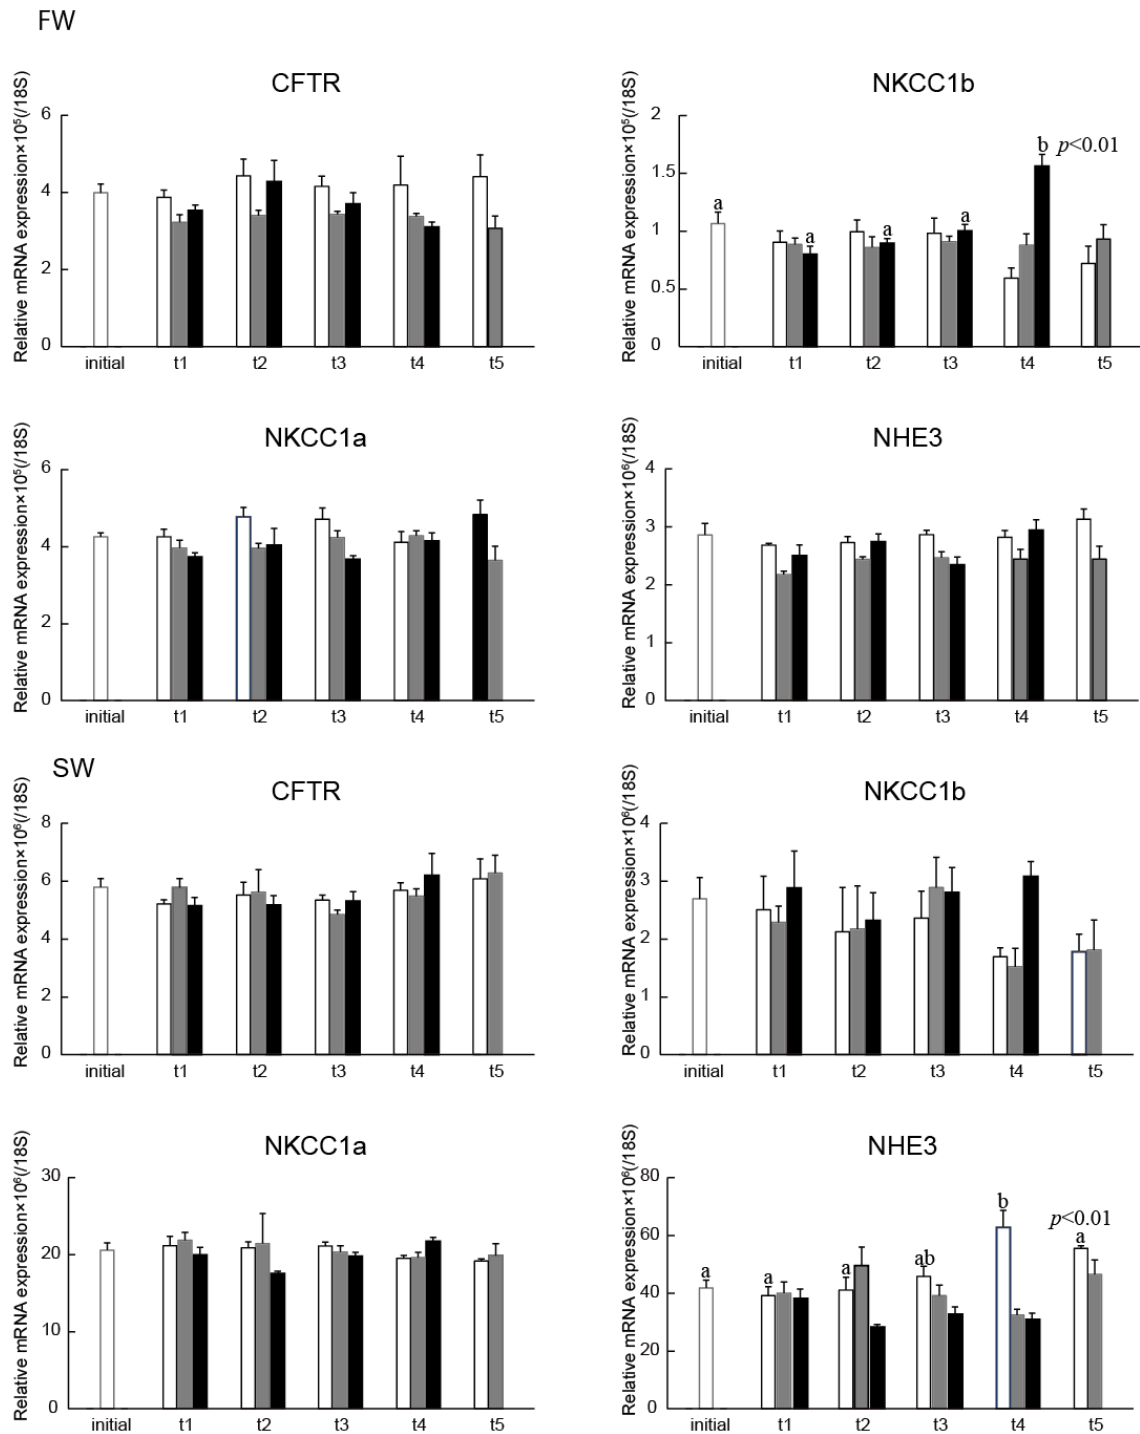 FW
CFTR
Relative mRNA expression×10⁵(/18S)
6
4
2
0
initial t1 t2 t3 t4 t5
NKCC1b
Relative mRNA expression×10⁵(/18S)
2
1.5
1
0.5
0
a
a
a
a
b p<0.01
initial t1 t2 t3 t4 t5
NKCC1a
Relative mRNA expression×10⁵(/18S)
6
4
2
0
initial t1 t2 t3 t4 t5
NHE3
Relative mRNA expression×10⁶(/18S)
4
3
2
1
0
initial t1 t2 t3 t4 t5
SW
CFTR
Relative mRNA expression×10⁶(/18S)
8
6
4
2
0
initial t1 t2 t3 t4 t5
NKCC1b
Relative mRNA expression×10⁶(/18S)
4
3
2
1
0
initial t1 t2 t3 t4 t5
NKCC1a
Relative mRNA expression×10⁶(/18S)
30
20
10
0
initial t1 t2 t3 t4 t5
NHE3
Relative mRNA expression×10⁶(/18S)
80
60
40
20
0
a
a
a
ab
b
p<0.01
a
initial t1 t2 t3 t4 t5